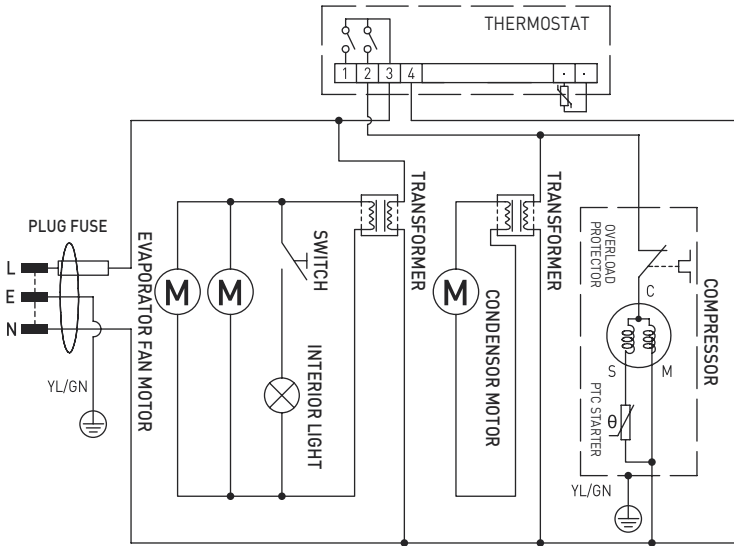 THERMOSTAT
1 2 3 4
PLUG FUSE
L
E
N
YL/GN
EVAPORATOR FAN MOTOR
M
M
SWITCH
INTERIOR LIGHT
TRANSFORMER
M
CONDENSOR MOTOR
TRANSFORMER
OVERLOAD
PROTECTOR
COMPRESSOR
C
S
M
PTC STARTER
θ
YL/GN